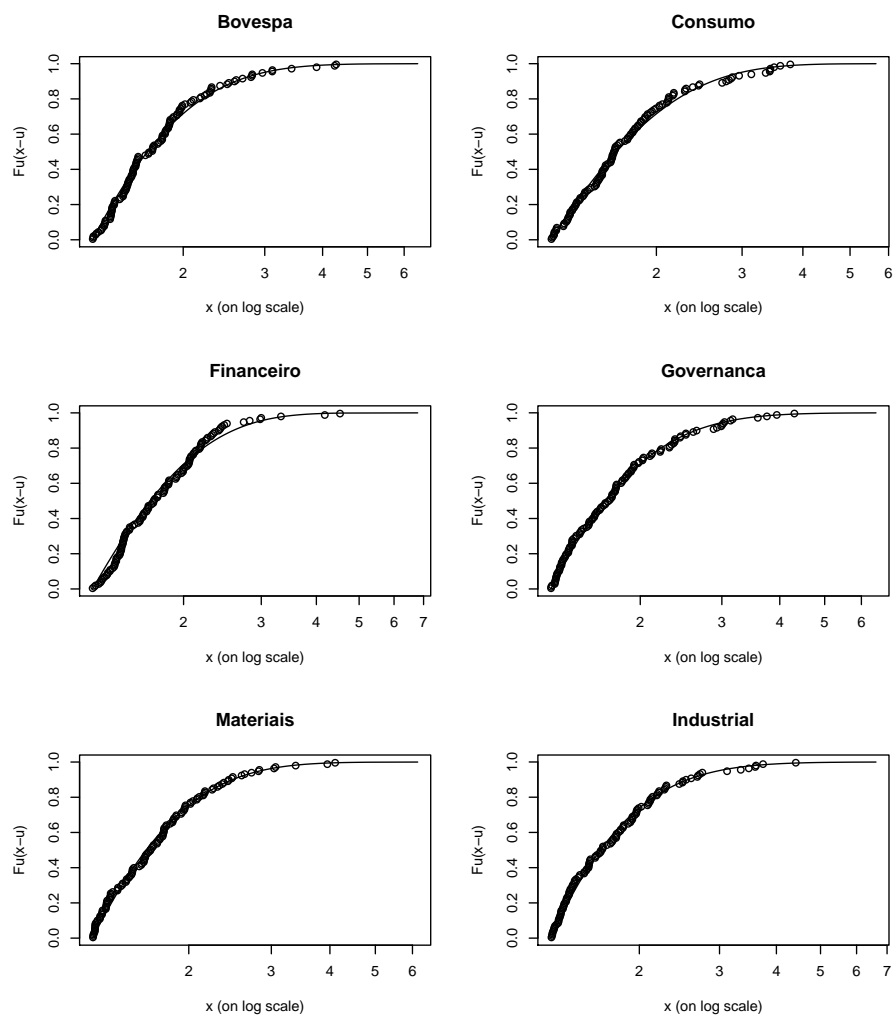 Bovespa
Fu(x−u)
0.0 0.2 0.4 0.6 0.8 1.0
2 3 4 5 6
x (on log scale)
Consumo
Fu(x−u)
0.0 0.2 0.4 0.6 0.8 1.0
2 3 4 5 6
x (on log scale)
Financeiro
Fu(x−u)
0.0 0.2 0.4 0.6 0.8 1.0
2 3 4 5 6 7
x (on log scale)
Governanca
Fu(x−u)
0.0 0.2 0.4 0.6 0.8 1.0
2 3 4 5 6
x (on log scale)
Materiais
Fu(x−u)
0.0 0.2 0.4 0.6 0.8 1.0
2 3 4 5 6
x (on log scale)
Industrial
Fu(x−u)
0.0 0.2 0.4 0.6 0.8 1.0
2 3 4 5 6 7
x (on log scale)